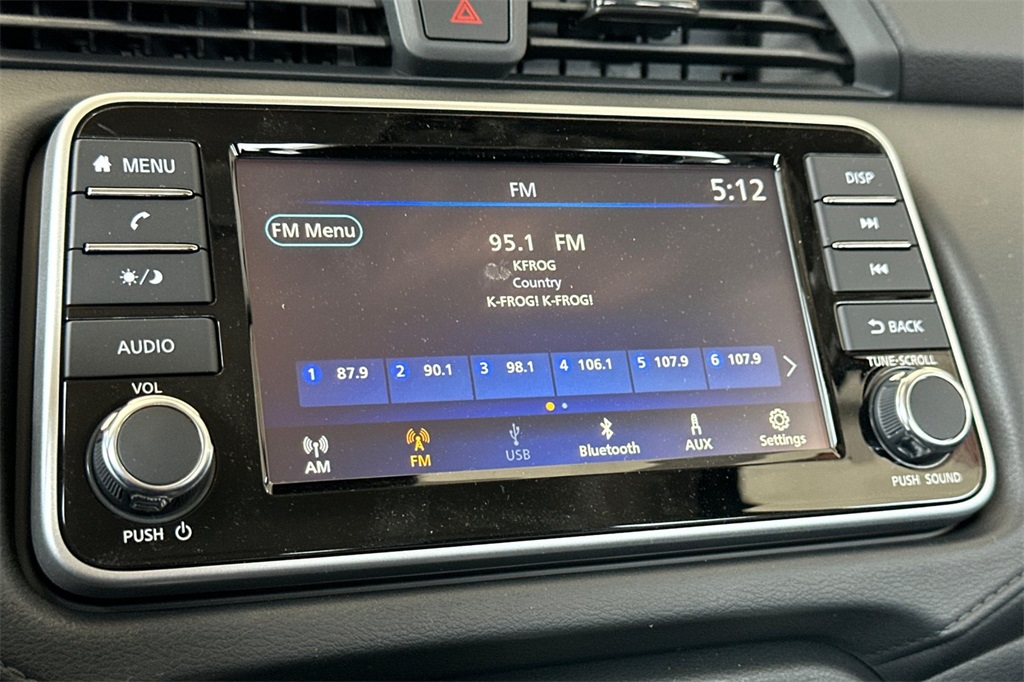 MENU
AUDIO
VOL
PUSH
FM
5:12
FM Menu
95.1 FM
KFROG
Country
K-FROG! K-FROG!
1 87.9
2 90.1
3 98.1
4 106.1
5 107.9
6 107.9
AM
FM
USB
Bluetooth
AUX
Settings
DISP
BACK
TUNE·SCROLL
PUSH SOUND